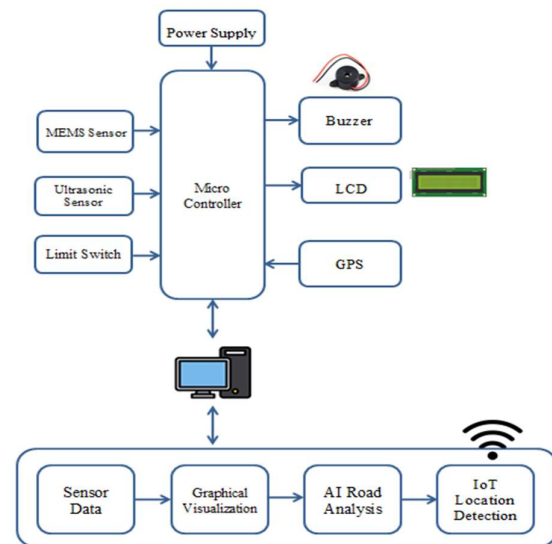 Power Supply
MEMS Sensor
Ultrasonic
Sensor
Limit Switch
Micro
Controller
Buzzer
LCD
GPS
Sensor
Data
Graphical
Visualization
AI Road
Analysis
IoT
Location
Detection